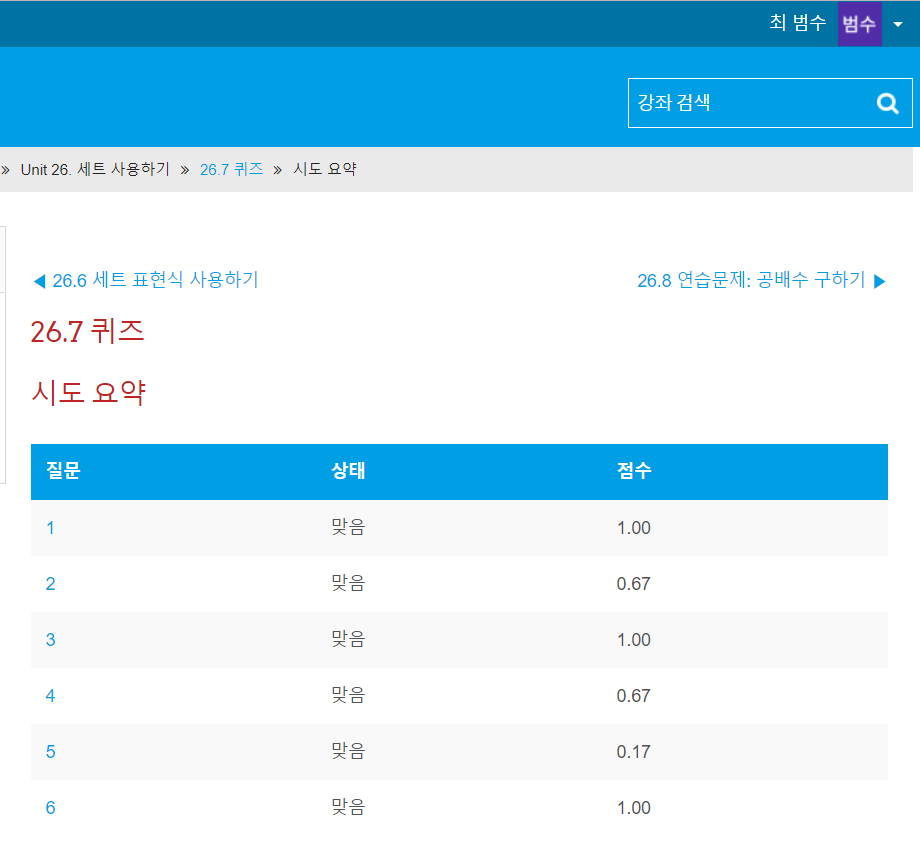 최 범수 범수
강좌 검색
» Unit 26. 세트 사용하기 » 26.7 퀴즈 » 시도 요약
◀ 26.6 세트 표현식 사용하기 26.8 연습문제: 공배수 구하기 ▶
26.7 퀴즈
시도 요약
질문 상태 점수
1 맞음 1.00
2 맞음 0.67
3 맞음 1.00
4 맞음 0.67
5 맞음 0.17
6 맞음 1.00